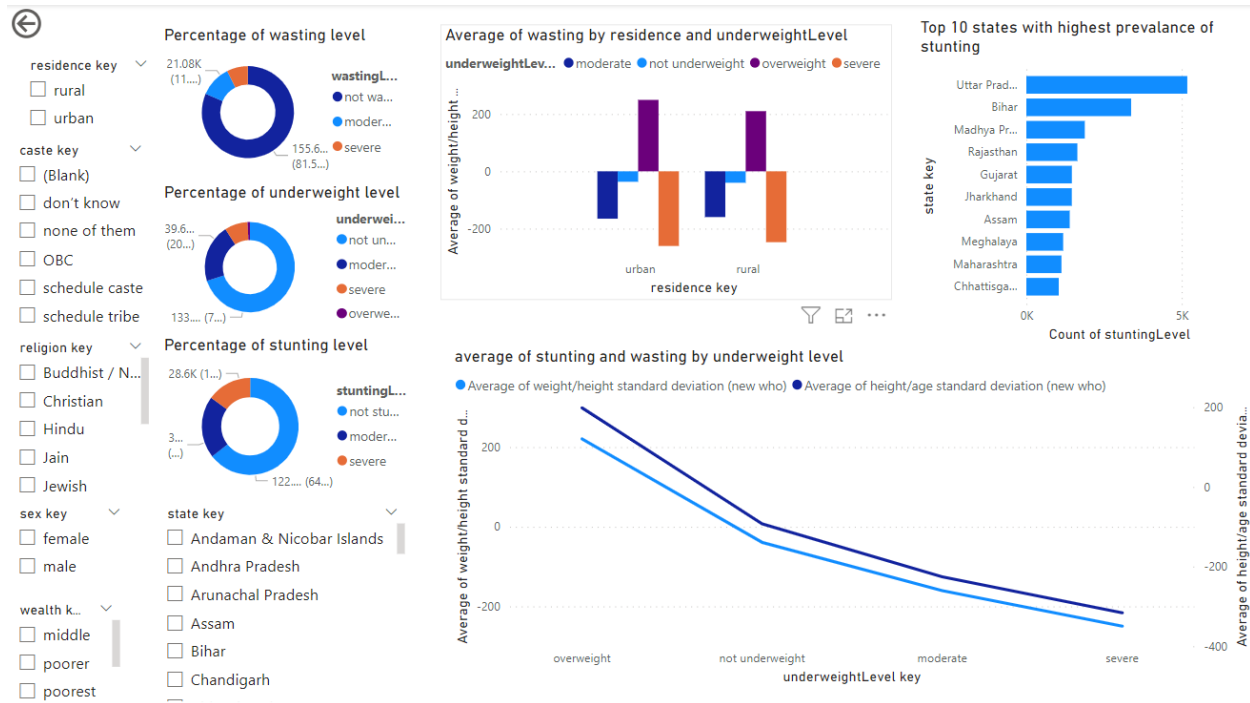 residence key
rural
urban
caste key
(Blank)
don't know
none of them
OBC
schedule caste
schedule tribe
religion key
Buddhist / N...
Christian
Hindu
Jain
Jewish
sex key
female
male
wealth k...
middle
poorer
poorest
Percentage of wasting level
21.08K
(11....)
155.6...
(81.5...)
wastingL...
not wa...
moder...
severe
Percentage of underweight level
39.6...
(20...)
133.... (7...)
underwei...
not un...
moder...
severe
overwe...
Percentage of stunting level
28.6K (1...)
3...
(...)
122.... (64...)
stuntingL...
not stu...
moder...
severe
state key
Andaman & Nicobar Islands
Andhra Pradesh
Arunachal Pradesh
Assam
Bihar
Chandigarh
Average of wasting by residence and underweightLevel
underweightLev... moderate not underweight overweight severe
Average of weight/height ...
200
0
-200
urban rural
residence key
Top 10 states with highest prevalance of
stunting
state key
Uttar Prad...
Bihar
Madhya Pr...
Rajasthan
Gujarat
Jharkhand
Assam
Meghalaya
Maharashtra
Chhattisga...
0K 5K
Count of stuntingLevel
average of stunting and wasting by underweight level
Average of weight/height standard deviation (new who) Average of height/age standard deviation (new who)
Average of weight/height standard d...
200
0
-200
200
0
-200
-400
Average of height/age standard devia...
overweight not underweight moderate severe
underweightLevel key